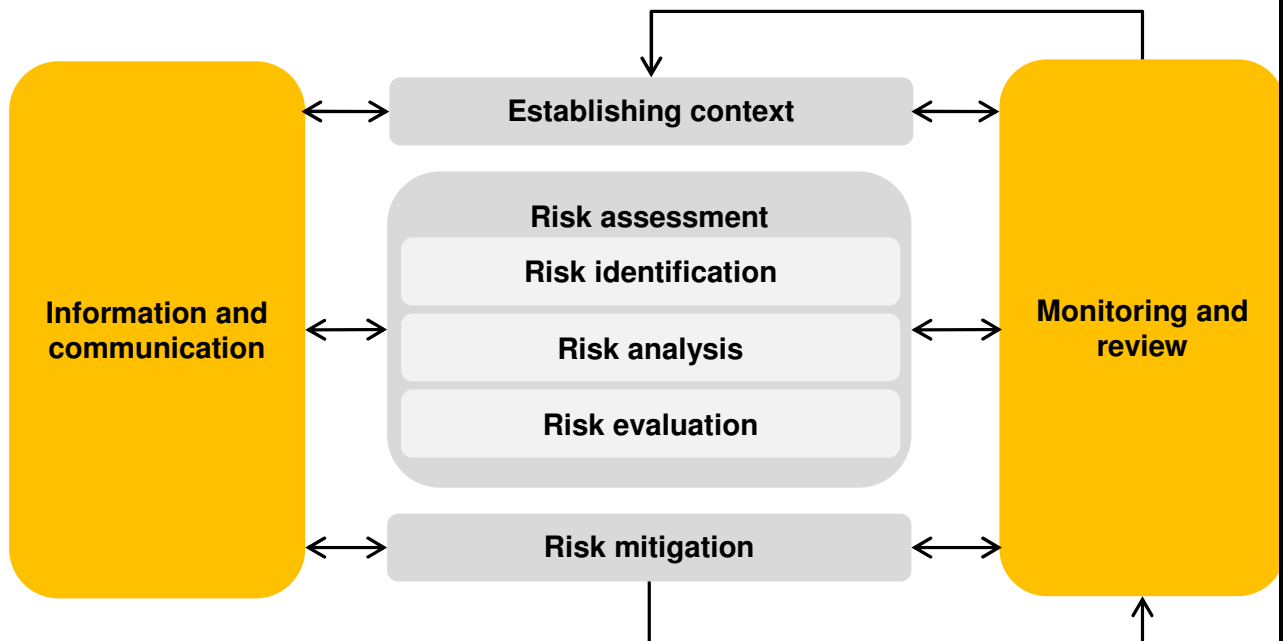 Establishing context
Risk assessment
Risk identification
Information and
communication
Risk analysis
Monitoring and
review
Risk evaluation
Risk mitigation